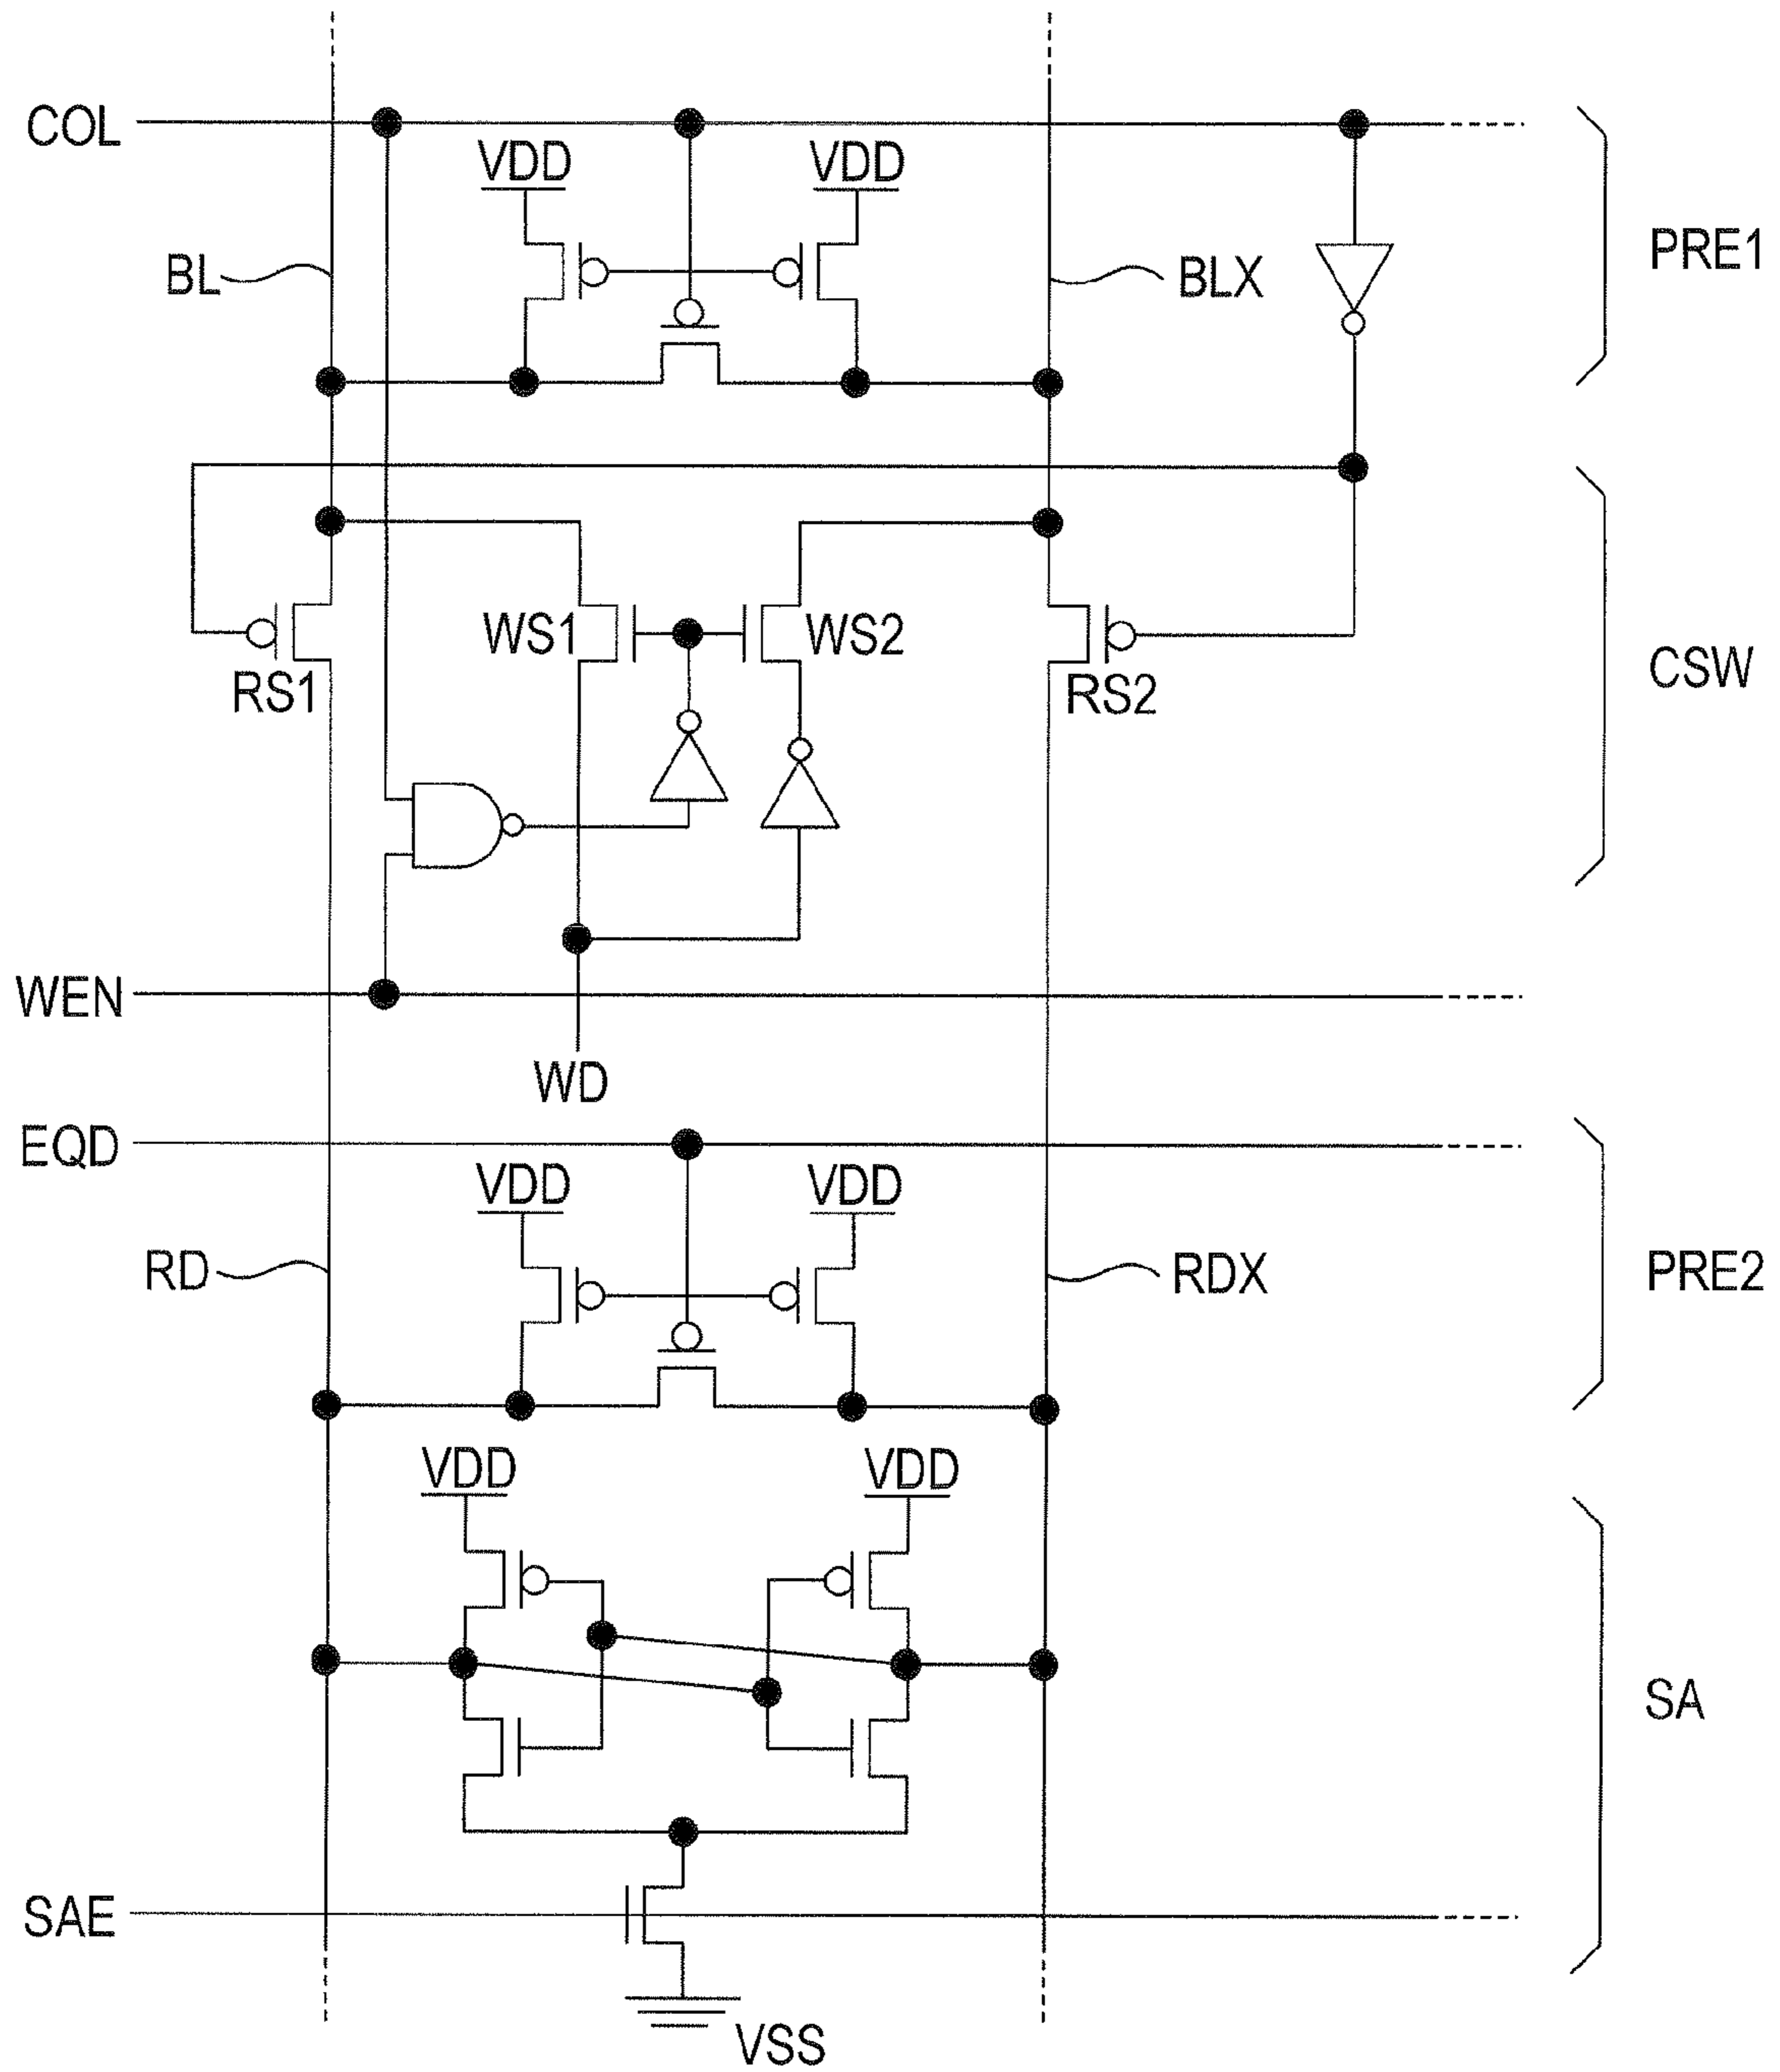 COL
VDD
VDD
BL
BLX
PRE1
WS1
WS2
RS1
RS2
CSW
WEN
WD
EQD
VDD
VDD
RD
RDX
PRE2
VDD
VDD
SA
SAE
VSS